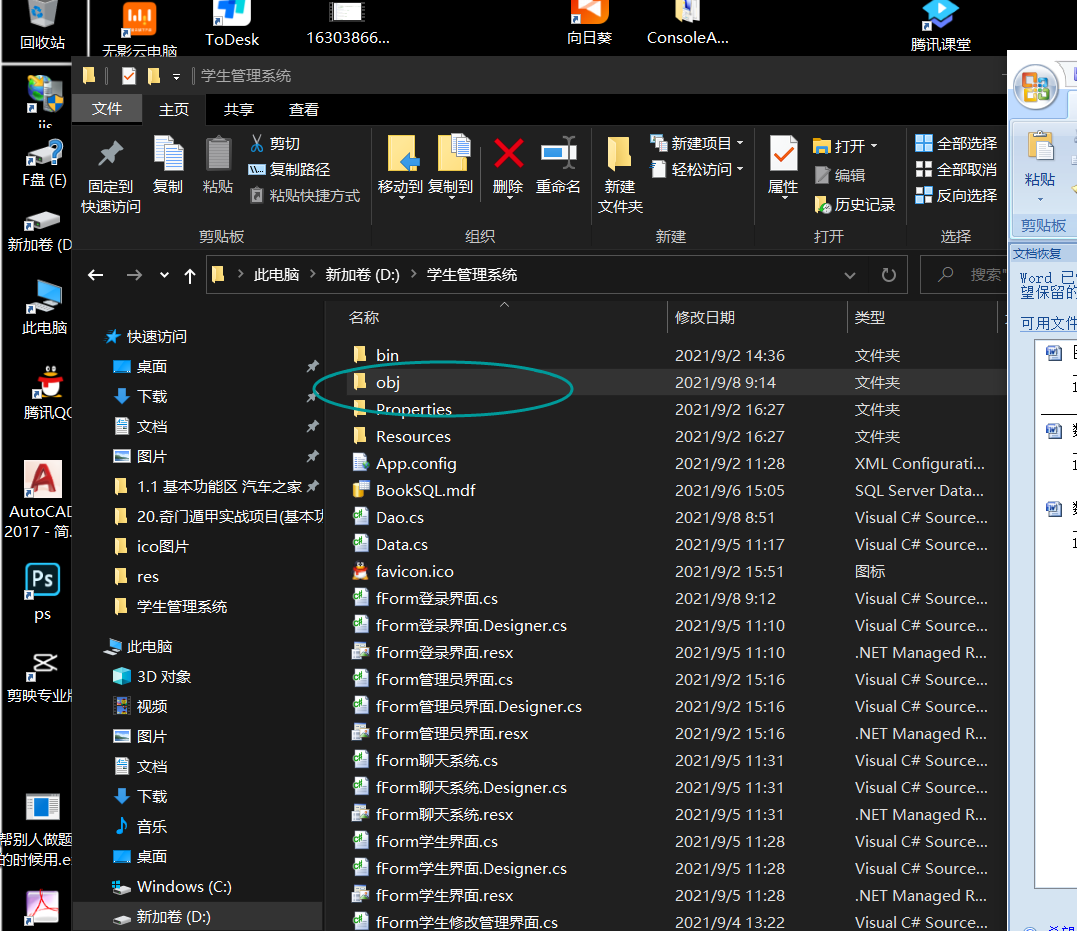 回收站
无影云电脑
ToDesk
16303866...
向日葵
ConsoleA...
腾讯课堂
iis
F盘 (E)
新加卷 (D
此电脑
腾讯QQ
AutoCAD
2017 - 简.
ps
剪映专业版
帮别人做题
的时候用.e
学生管理系统
文件
主页
共享
查看
固定到
快速访问
复制
粘贴
剪切
复制路径
粘贴快捷方式
剪贴板
移动到
复制到
删除
重命名
组织
新建
文件夹
新建项目
轻松访问
新建
属性
打开
编辑
历史记录
打开
全部选择
全部取消
反向选择
选择
此电脑
新加卷 (D:)
学生管理系统
搜索"
快速访问
桌面
下载
文档
图片
1.1 基本功能区 汽车之家
20.奇门遁甲实战项目(基本功
ico图片
res
学生管理系统
此电脑
3D 对象
视频
图片
文档
下载
音乐
桌面
Windows (C:)
新加卷 (D:)
名称 修改日期 类型
bin 2021/9/2 14:36 文件夹
obj 2021/9/8 9:14 文件夹
Properties 2021/9/2 16:27 文件夹
Resources 2021/9/2 16:27 文件夹
App.config 2021/9/2 11:28 XML Configurati...
BookSQL.mdf 2021/9/6 15:05 SQL Server Data...
Dao.cs 2021/9/8 8:51 Visual C# Source...
Data.cs 2021/9/5 11:17 Visual C# Source...
favicon.ico 2021/9/2 15:51 图标
fForm登录界面.cs 2021/9/8 9:12 Visual C# Source...
fForm登录界面.Designer.cs 2021/9/5 11:10 Visual C# Source...
fForm登录界面.resx 2021/9/5 11:10 .NET Managed R...
fForm管理员界面.cs 2021/9/2 15:16 Visual C# Source...
fForm管理员界面.Designer.cs 2021/9/2 15:16 Visual C# Source...
fForm管理员界面.resx 2021/9/2 15:16 .NET Managed R...
fForm聊天系统.cs 2021/9/5 11:31 Visual C# Source...
fForm聊天系统.Designer.cs 2021/9/5 11:31 Visual C# Source...
fForm聊天系统.resx 2021/9/5 11:31 .NET Managed R...
fForm学生界面.cs 2021/9/5 11:28 Visual C# Source...
fForm学生界面.Designer.cs 2021/9/5 11:28 Visual C# Source...
fForm学生界面.resx 2021/9/5 11:28 .NET Managed R...
fForm学生修改管理界面.cs 2021/9/4 13:22 Visual C# Source...
粘贴
剪贴板
文档恢复
Word 已
望保留的
可用文件